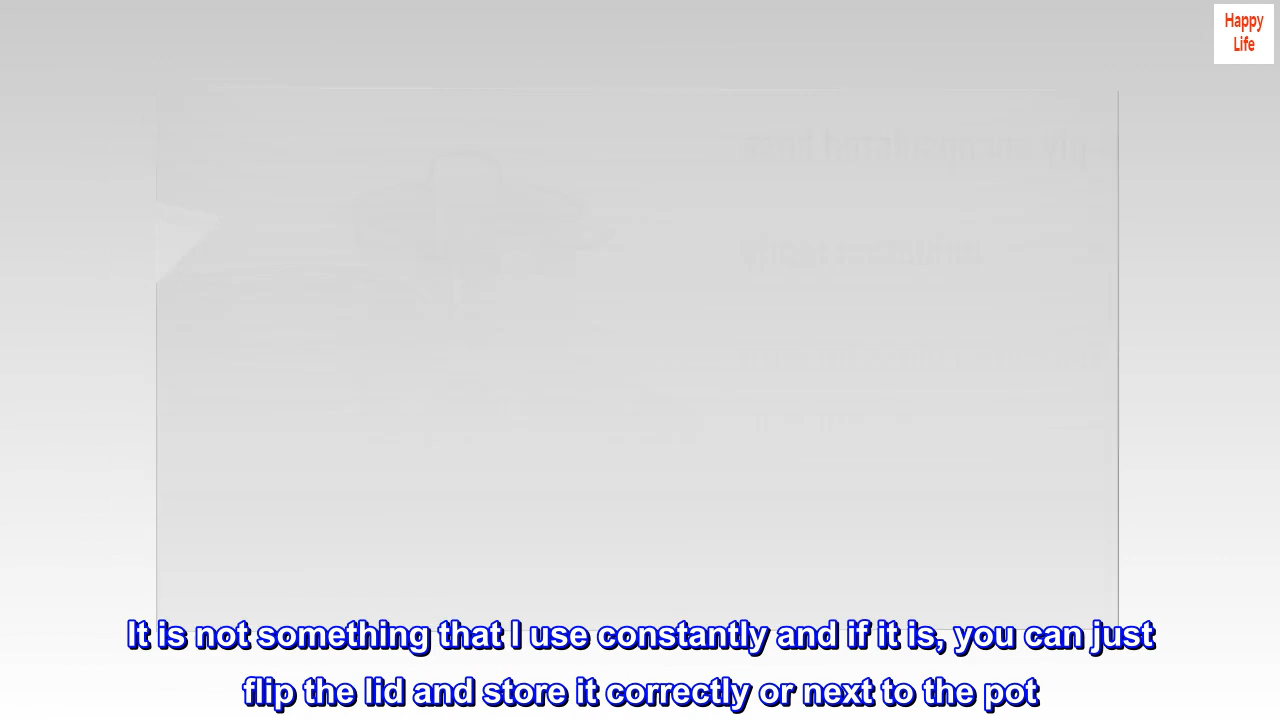 Happy
Life
It is not something that I use constantly and if it is, you can just
flip the lid and store it correctly or next to the pot